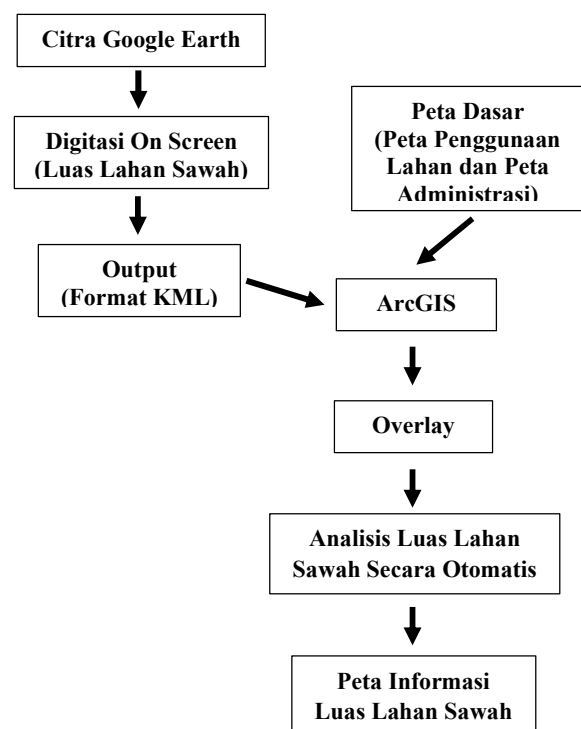 Citra Google Earth
Digitasi On Screen
(Luas Lahan Sawah)
Output
(Format KML)
Peta Dasar
(Peta Penggunaan
Lahan dan Peta
Administrasi)
ArcGIS
Overlay
Analisis Luas Lahan
Sawah Secara Otomatis
Peta Informasi
Luas Lahan Sawah